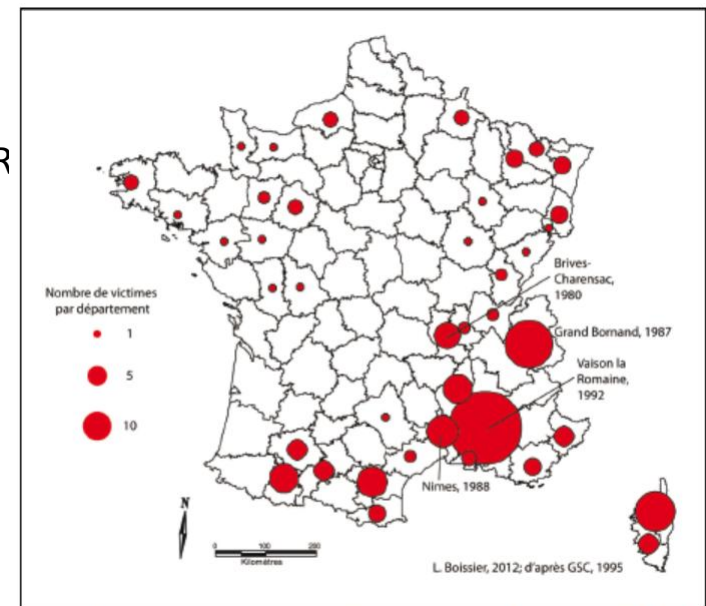 R
Brives-
Charensac,
1980
Nombre de victimes
par département
1
5
10
Grand Bornand, 1987
Vaison la
Romaine,
1992
Nimes, 1988
N
0 100 200
Kilomètres
L. Boissier, 2012; d'après GSC, 1995